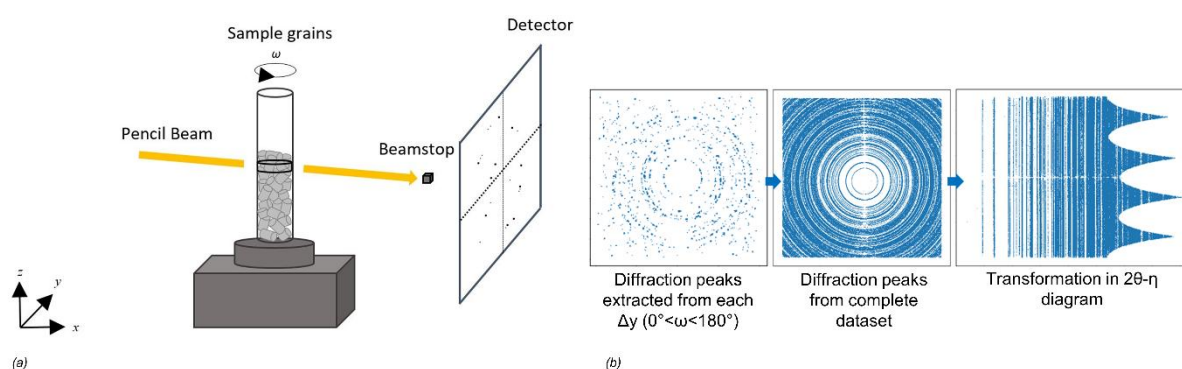 Sample grains
ω
Detector
Pencil Beam
Beamstop
z
y
x
(a)
Diffraction peaks
extracted from each
Δy (0°<ω<180°)
Diffraction peaks
from complete
dataset
Transformation in 2θ-η
diagram
(b)